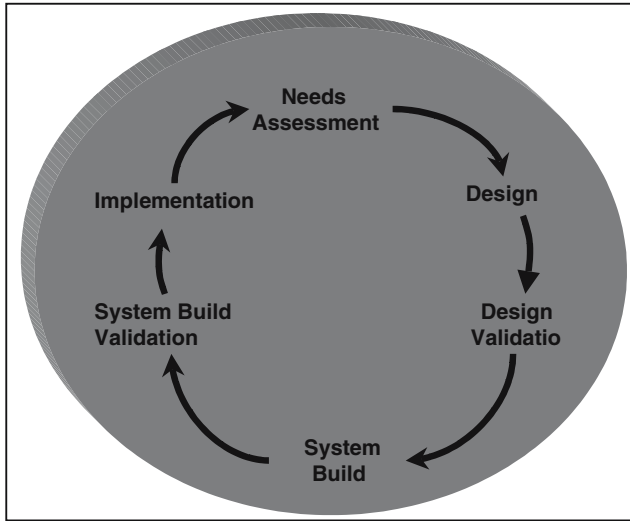 Needs
Assessment
Design
Design
Validatio
System
Build
System Build
Validation
Implementation